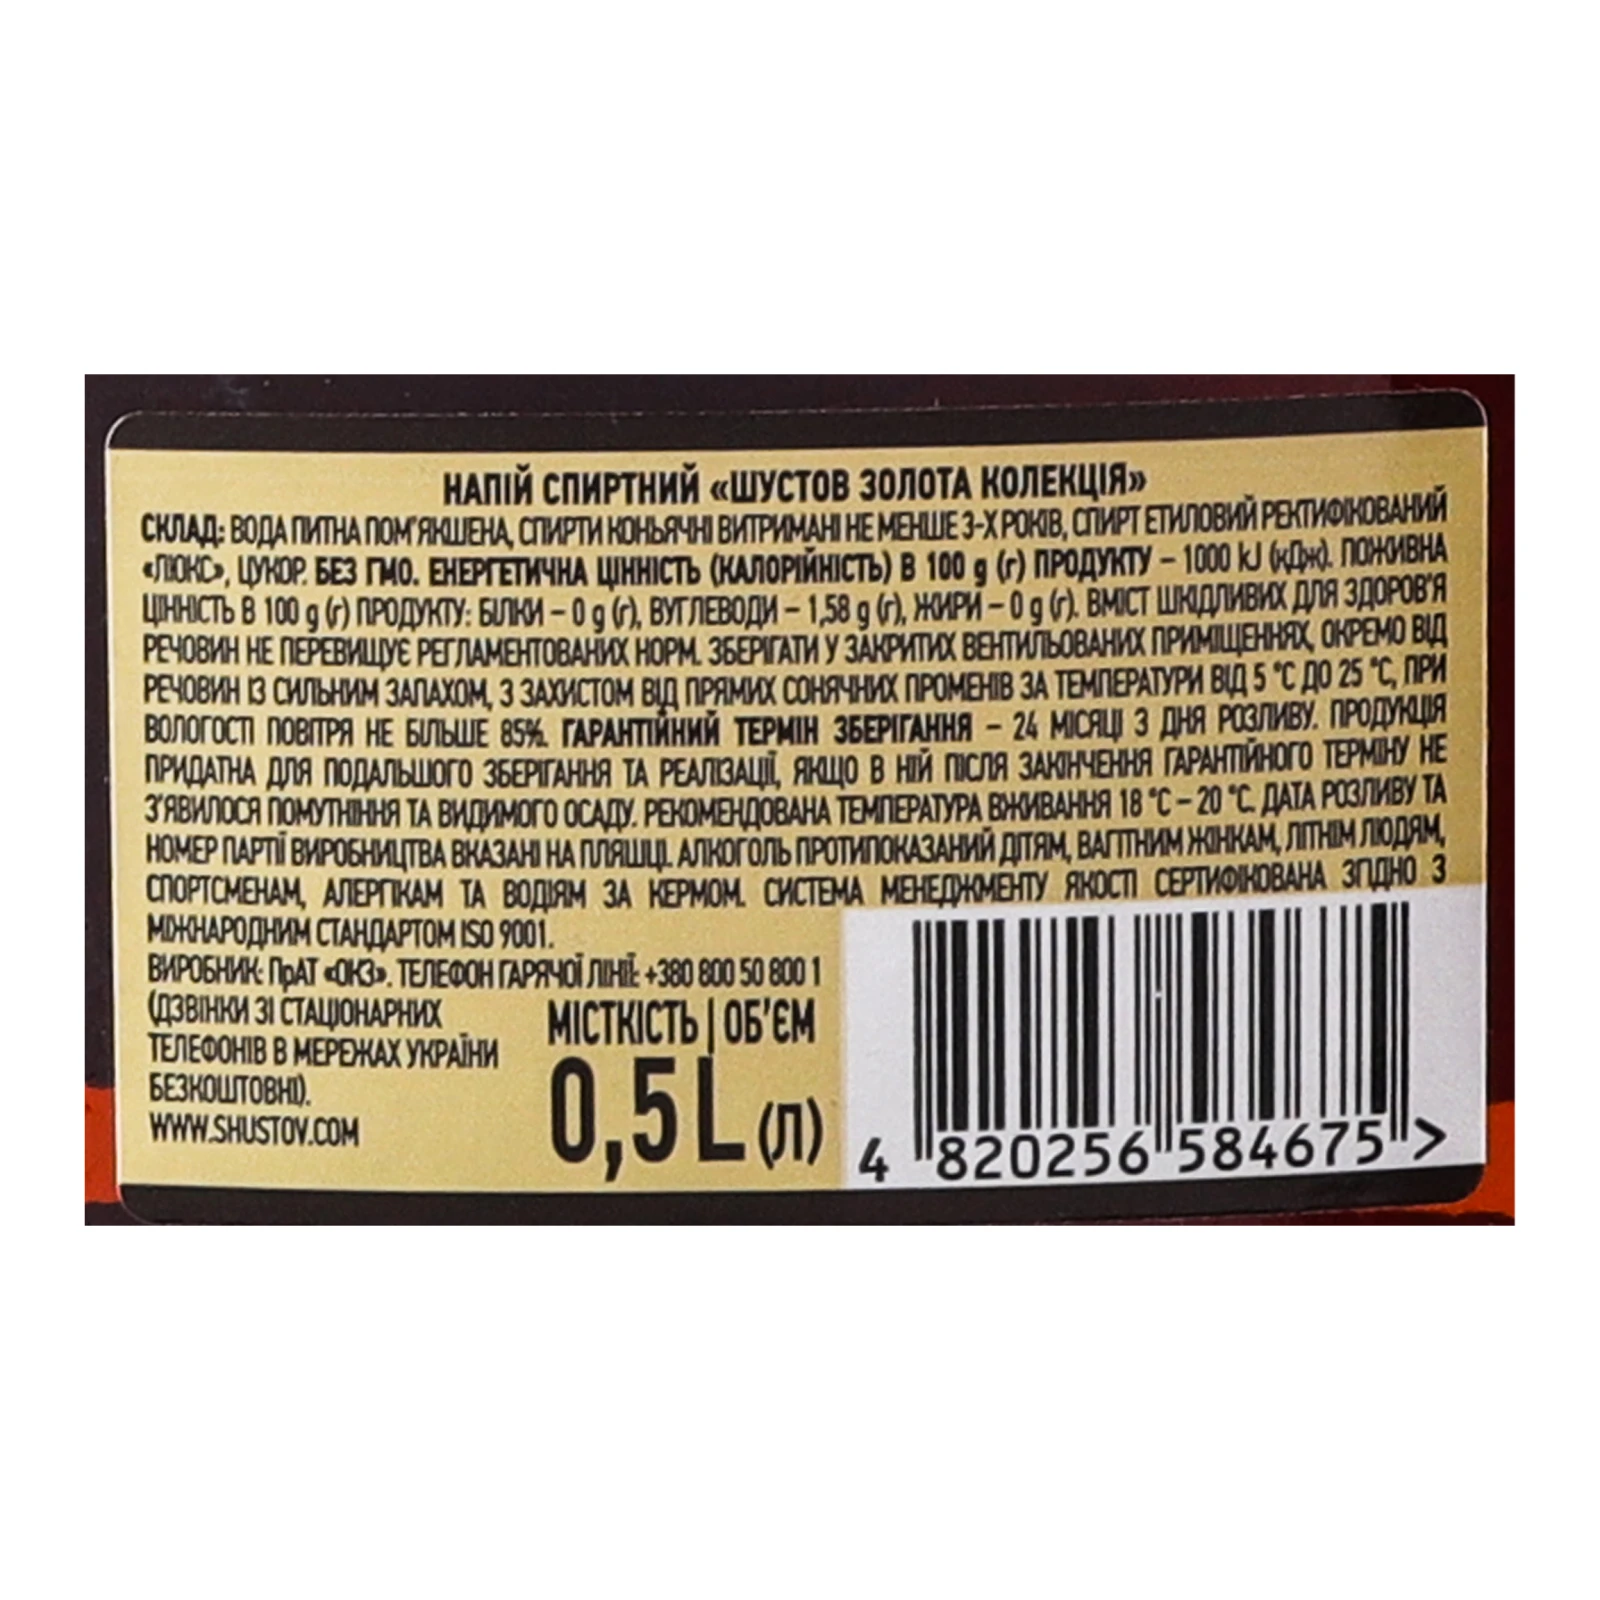 НАПІЙ СПИРТНИЙ «ШУСТОВ ЗОЛОТА КОЛЕКЦІЯ»
СКЛАД: ВОДА ПИТНА ПОМ'ЯКШЕНА, СПИРТИ КОНЬЯЧНІ ВИТРИМАНІ НЕ МЕНШЕ 3-Х РОКІВ, СПИРТ ЕТИЛОВИЙ РЕКТИФІКОВАНИЙ
«ЛЮКС», ЦУКОР. БЕЗ ГМО. ЕНЕРГЕТИЧНА ЦІННІСТЬ (КАЛОРІЙНІСТЬ) В 100 g (г) ПРОДУКТУ – 1000 kJ (кДж). ПОЖИВНА
ЦІННІСТЬ В 100 g (г) ПРОДУКТУ: БІЛКИ – 0 g (г), ВУГЛЕВОДИ – 1,58 g (г), ЖИРИ – 0 g (г). ВМІСТ ШКІДЛИВИХ ДЛЯ ЗДОРОВ'Я
РЕЧОВИН НЕ ПЕРЕВИЩУЄ РЕГЛАМЕНТОВАНИХ НОРМ. ЗБЕРІГАТИ У ЗАКРИТИХ ВЕНТИЛЬОВАНИХ ПРИМІЩЕННЯХ, ОКРЕМО ВІД
РЕЧОВИН ІЗ СИЛЬНИМ ЗАПАХОМ, З ЗАХИСТОМ ВІД ПРЯМИХ СОНЯЧНИХ ПРОМЕНІВ ЗА ТЕМПЕРАТУРИ ВІД 5 °С ДО 25 °С, ПРИ
ВОЛОГОСТІ ПОВІТРЯ НЕ БІЛЬШЕ 85%. ГАРАНТІЙНИЙ ТЕРМІН ЗБЕРІГАННЯ – 24 МІСЯЦІ З ДНЯ РОЗЛИВУ. ПРОДУКЦІЯ
ПРИДАТНА ДЛЯ ПОДАЛЬШОГО ЗБЕРІГАННЯ ТА РЕАЛІЗАЦІЇ, ЯКЩО В НІЙ ПІСЛЯ ЗАКІНЧЕННЯ ГАРАНТІЙНОГО ТЕРМІНУ НЕ
З'ЯВИЛОСЯ ПОМУТНІННЯ ТА ВИДИМОГО ОСАДУ. РЕКОМЕНДОВАНА ТЕМПЕРАТУРА ВЖИВАННЯ 18 °С – 20 °С. ДАТА РОЗЛИВУ ТА
НОМЕР ПАРТІЇ ВИРОБНИЦТВА ВКАЗАНІ НА ПЛЯШЦІ. АЛКОГОЛЬ ПРОТИПОКАЗАНИЙ ДІТЯМ, ВАГІТНИМ ЖІНКАМ, ЛІТНІМ ЛЮДЯМ,
СПОРТСМЕНАМ, АЛЕРГІКАМ ТА ВОДІЯМ ЗА КЕРМОМ. СИСТЕМА МЕНЕДЖМЕНТУ ЯКОСТІ СЕРТИФІКОВАНА ЗГІДНО З
МІЖНАРОДНИМ СТАНДАРТОМ ISO 9001.
ВИРОБНИК: ПрАТ «ОКЗ». ТЕЛЕФОН ГАРЯЧОЇ ЛІНІЇ: +380 800 50 800 1
(ДЗВІНКИ ЗІ СТАЦІОНАРНИХ
ТЕЛЕФОНІВ В МЕРЕЖАХ УКРАЇНИ
БЕЗКОШТОВНІ).
WWW.SHUSTOV.COM
МІСТКІСТЬ | ОБ'ЄМ
0,5 L (Л)
4 820256 584675 >